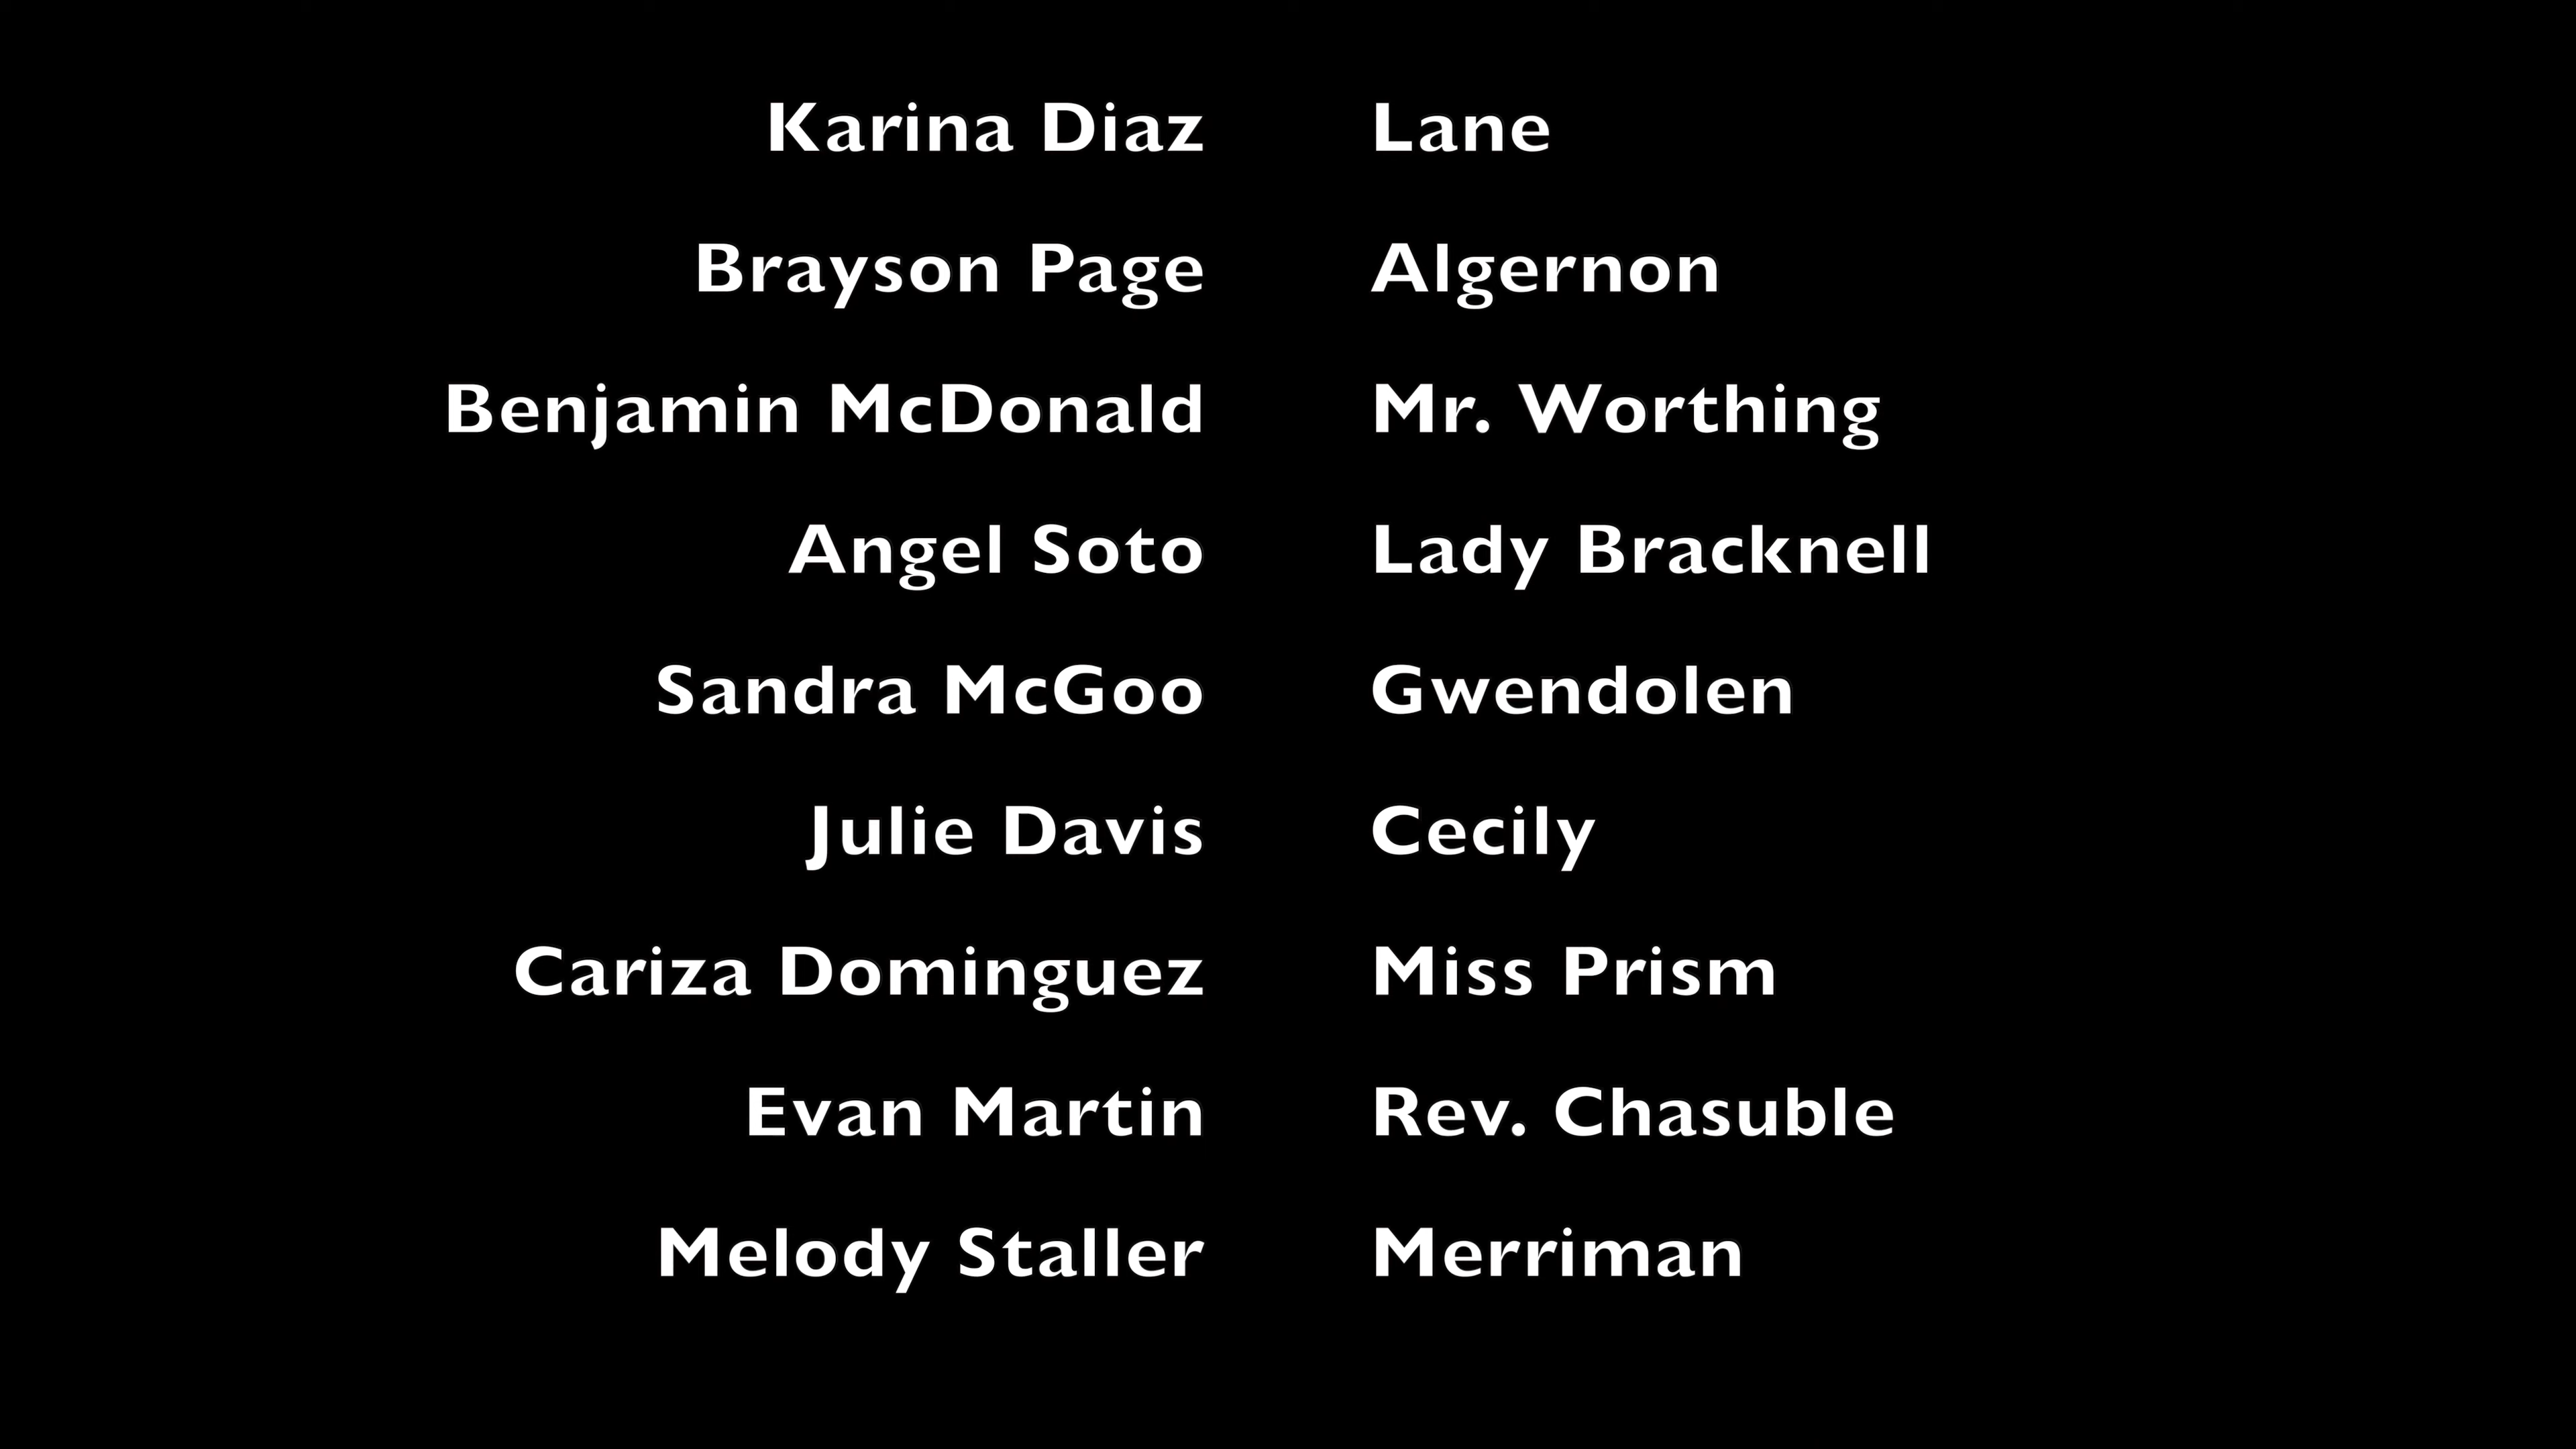 Karina Diaz Lane
Brayson Page Algernon
Benjamin McDonald Mr. Worthing
Angel Soto Lady Bracknell
Sandra McGoo Gwendolen
Julie Davis Cecily
Cariza Dominguez Miss Prism
Evan Martin Rev. Chasuble
Melody Staller Merriman